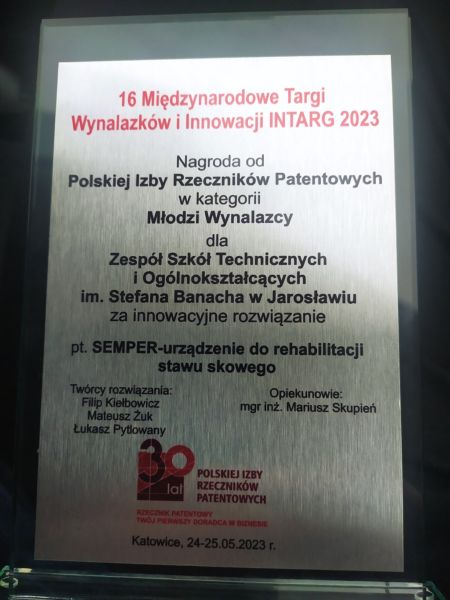 16 Międzynarodowe Targi
Wynalazków i Innowacji INTARG 2023
Nagroda od
Polskiej Izby Rzeczników Patentowych
w kategorii
Młodzi Wynalazcy
dla
Zespół Szkół Technicznych
i Ogólnokształcących
im. Stefana Banacha w Jarosławiu
za innowacyjne rozwiązanie
pt. SEMPER-urządzenie do rehabilitacji
stawu skowego
Twórcy rozwiązania:
Filip Kiełbowicz
Mateusz Żuk
Łukasz Pytlowany
Opiekunowie:
mgr inż. Mariusz Skupień
30
lat
POLSKIEJ IZBY
RZECZNIKÓW
PATENTOWYCH
RZECZNIK PATENTOWY
TWÓJ PIERWSZY DORADCA W BIZNESIE
Katowice, 24-25.05.2023 r.